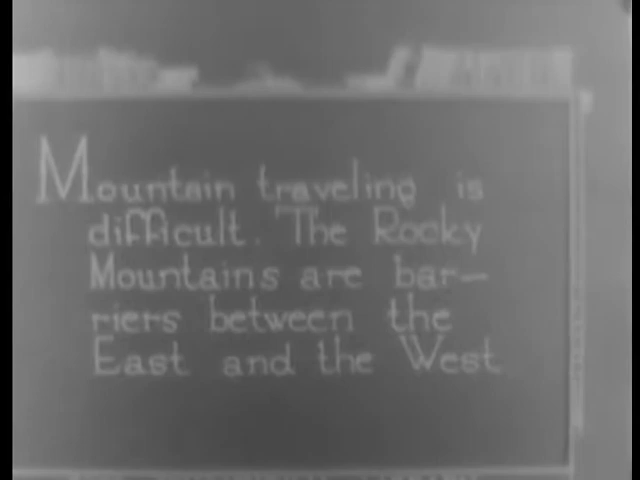 Mountain traveling is
difficult. The Rocky
Mountains are bar-
riers between the
East and the West